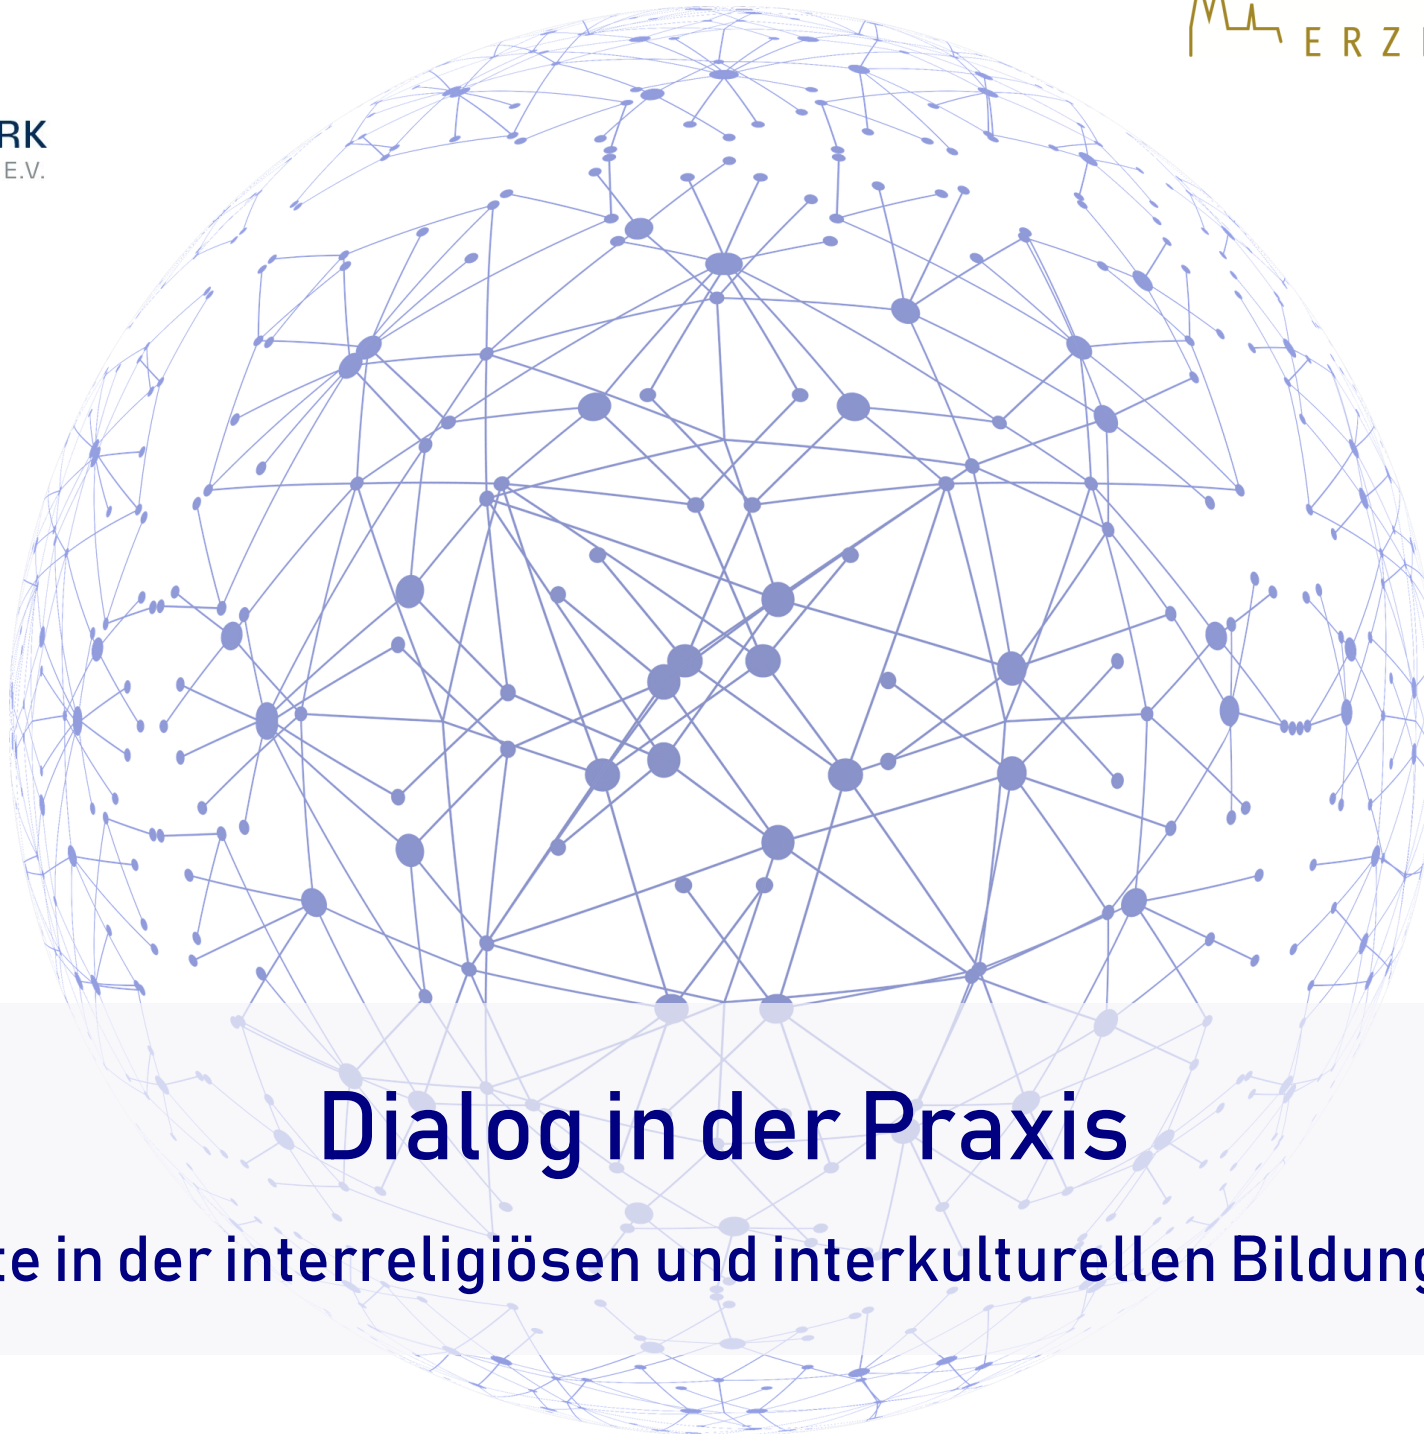 ERZ
RK
E.V.
Dialog in der Praxis
te in der interreligiösen und interkulturellen Bildung